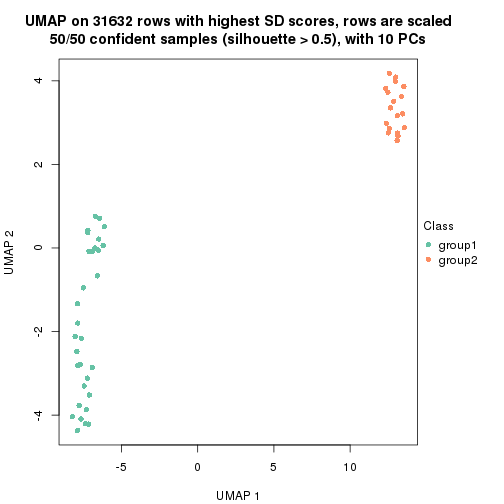 UMAP on 31632 rows with highest SD scores, rows are scaled
50/50 confident samples (silhouette > 0.5), with 10 PCs
4
2
0
-2
-4
UMAP 2
-5
0
5
10
UMAP 1
Class
group1
group2